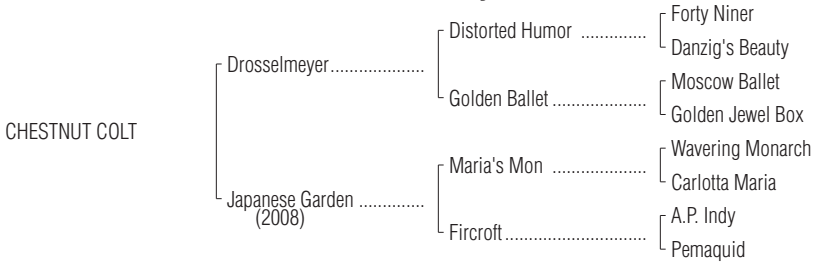 Forty Niner
Distorted Humor ..............
Danzig's Beauty
Drosselmeyer.....................
Moscow Ballet
Golden Ballet .....................
Golden Jewel Box
CHESTNUT COLT
Wavering Monarch
Maria's Mon .....................
Carlotta Maria
Japanese Garden ..............
(2008)
A.P. Indy
Fircroft...............................
Pemaquid